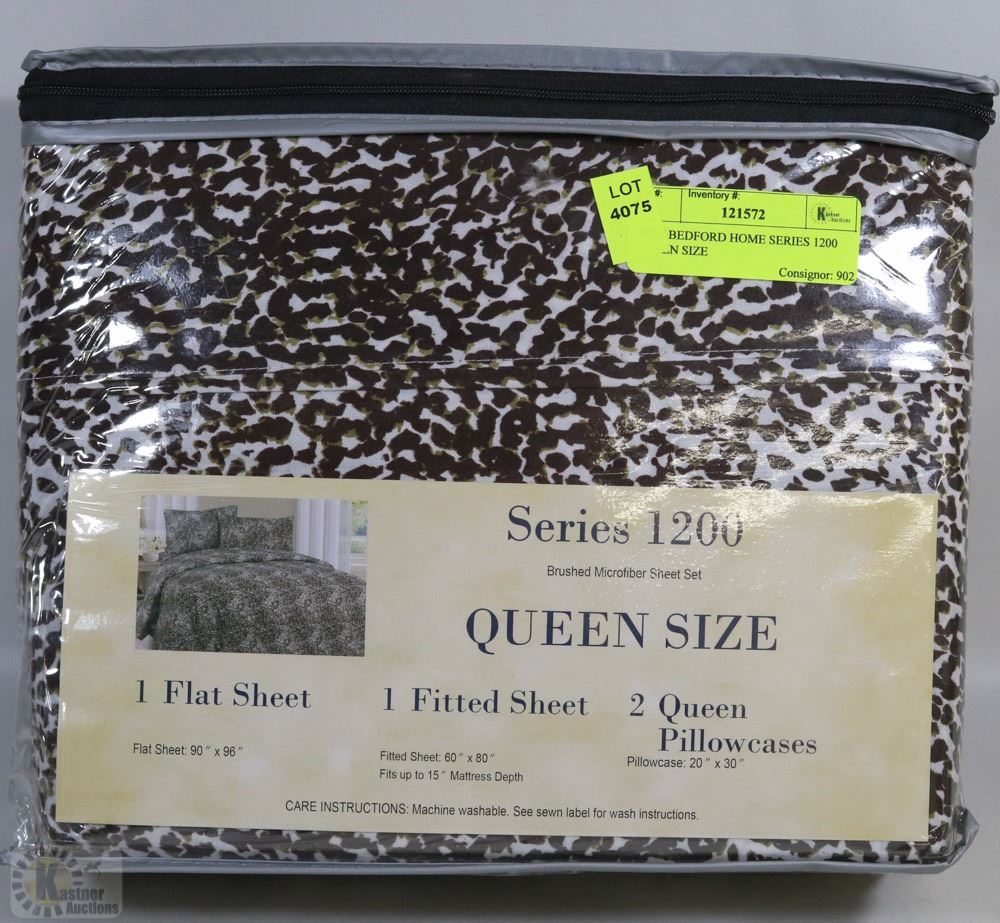 LOT
4075
#:
Inventory #:
121572
Kastner
Auctions
BEDFORD HOME SERIES 1200
EN SIZE
Consignor: 902
Series 1200
Brushed Microfiber Sheet Set
QUEEN SIZE
1 Flat Sheet
1 Fitted Sheet
2 Queen
Pillowcases
Flat Sheet: 90" x 96"
Fitted Sheet: 60" x 80"
Fits up to 15" Mattress Depth
Pillowcase: 20" x 30"
CARE INSTRUCTIONS: Machine washable. See sewn label for wash instructions.
Kastner
Auctions